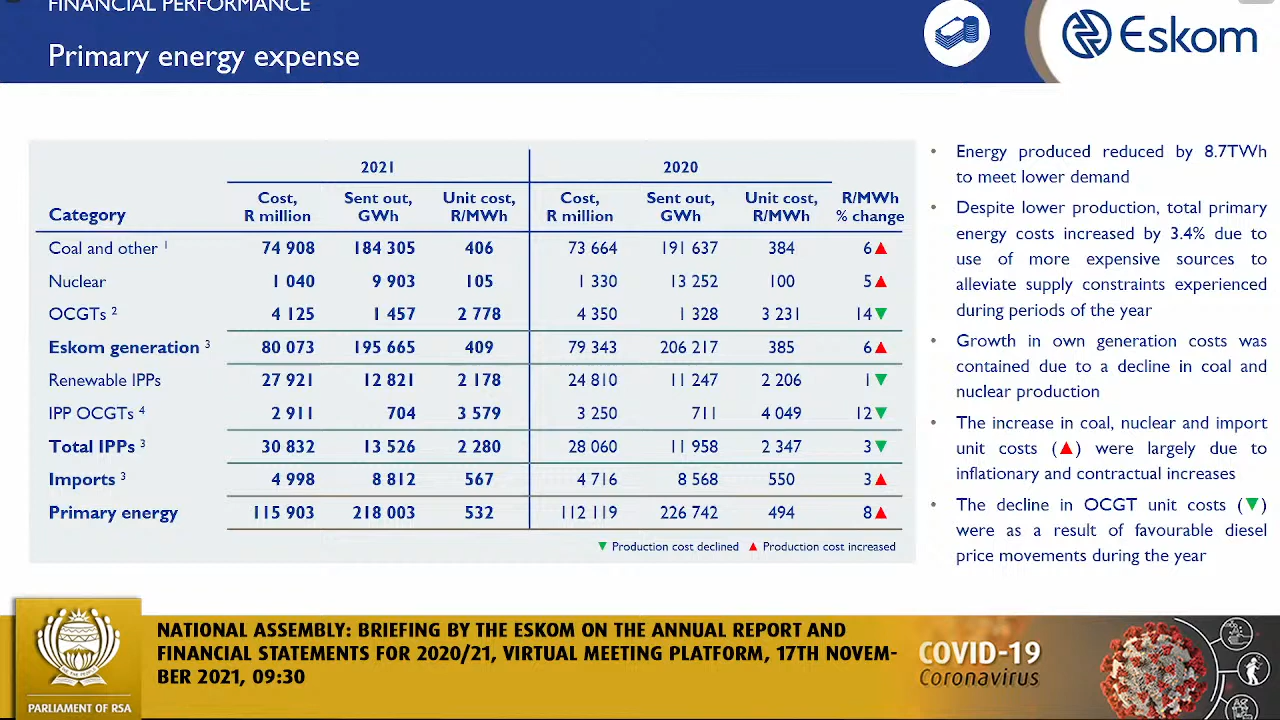 FINANCIAL PERFORMANCE
Primary energy expense
Eskom
2021 2020
Category Cost, R million Sent out, GWh Unit cost, R/MWh Cost, R million Sent out, GWh Unit cost, R/MWh R/MWh % change
Coal and other 1 74 908 184 305 406 73 664 191 637 384 6 ▲
Nuclear 1 040 9 903 105 1 330 13 252 100 5 ▲
OCGTs 2 4 125 1 457 2 778 4 350 1 328 3 231 14 ▼
Eskom generation 3 80 073 195 665 409 79 343 206 217 385 6 ▲
Renewable IPPs 27 921 12 821 2 178 24 810 11 247 2 206 1 ▼
IPP OCGTs 4 2 911 704 3 579 3 250 711 4 049 12 ▼
Total IPPs 3 30 832 13 526 2 280 28 060 11 958 2 347 3 ▼
Imports 3 4 998 8 812 567 4 716 8 568 550 3 ▲
Primary energy 115 903 218 003 532 112 119 226 742 494 8 ▲
▼ Production cost declined ▲ Production cost increased
• Energy produced reduced by 8.7TWh
to meet lower demand
• Despite lower production, total primary
energy costs increased by 3.4% due to
use of more expensive sources to
alleviate supply constraints experienced
during periods of the year
• Growth in own generation costs was
contained due to a decline in coal and
nuclear production
• The increase in coal, nuclear and import
unit costs (▲) were largely due to
inflationary and contractual increases
• The decline in OCGT unit costs (▼)
were as a result of favourable diesel
price movements during the year
NATIONAL ASSEMBLY: BRIEFING BY THE ESKOM ON THE ANNUAL REPORT AND
FINANCIAL STATEMENTS FOR 2020/21, VIRTUAL MEETING PLATFORM, 17TH NOVEM-
BER 2021, 09:30
PARLIAMENT OF RSA
COVID-19
Coronavirus